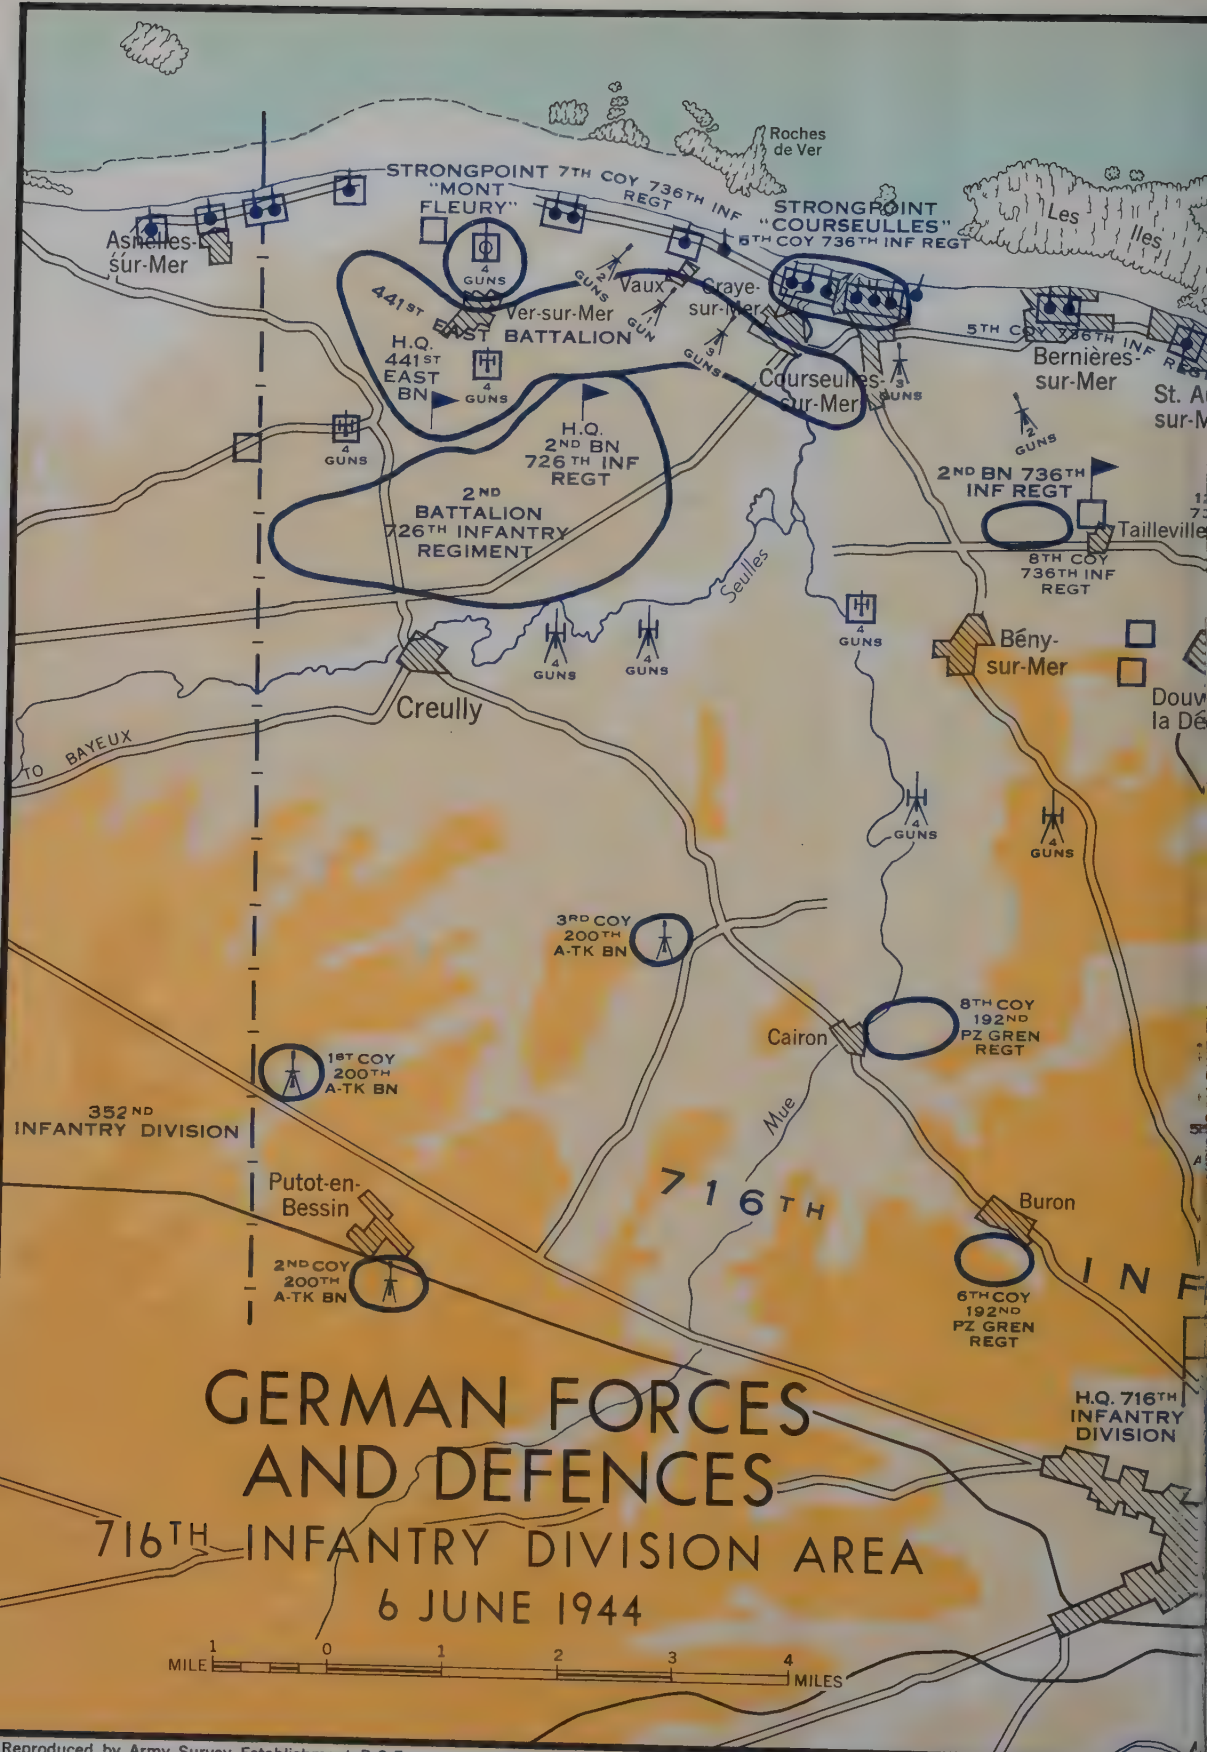 Roches
de Ver
STRONGPOINT 7TH COY 736TH INF
REGT
"MONT
FLEURY"
STRONGPOINT
"COURSEULLES"
6TH COY 736TH INF REGT
Les
Iles
Asnelles-
sur-Mer
4
GUNS
2
GUNS
Vaux
Graye-
sur-Mer
1
GUN
441ST EAST BATTALION
Ver-sur-Mer
3
GUNS
5TH COY 736TH INF REGT
Bernières-
sur-Mer
H.Q.
441ST
EAST
BN
4
GUNS
Courseulles-
sur-Mer
3
GUNS
St. A
sur-M
4
GUNS
H.Q.
2ND BN
726TH INF
REGT
2
GUNS
2ND BN 736TH
INF REGT
2ND
BATTALION
726TH INFANTRY
REGIMENT
Tailleville
8TH COY
736TH INF
REGT
Seulles
4
GUNS
4
GUNS
4
GUNS
Bény-
sur-Mer
Creully
Douv
la Dé
TO BAYEUX
4
GUNS
4
GUNS
3RD COY
200TH
A-TK BN
8TH COY
192ND
PZ GREN
REGT
Cairon
1ST COY
200TH
A-TK BN
352ND
INFANTRY DIVISION
Mue
Putot-en-
Bessin
716TH
Buron
2ND COY
200TH
A-TK BN
INF
6TH COY
192ND
PZ GREN
REGT
GERMAN FORCES
AND DEFENCES
H.Q. 716TH
INFANTRY
DIVISION
716TH INFANTRY DIVISION AREA
6 JUNE 1944
1 0 1 2 3 4
MILE MILES
Reproduced by Army Survey Establishment